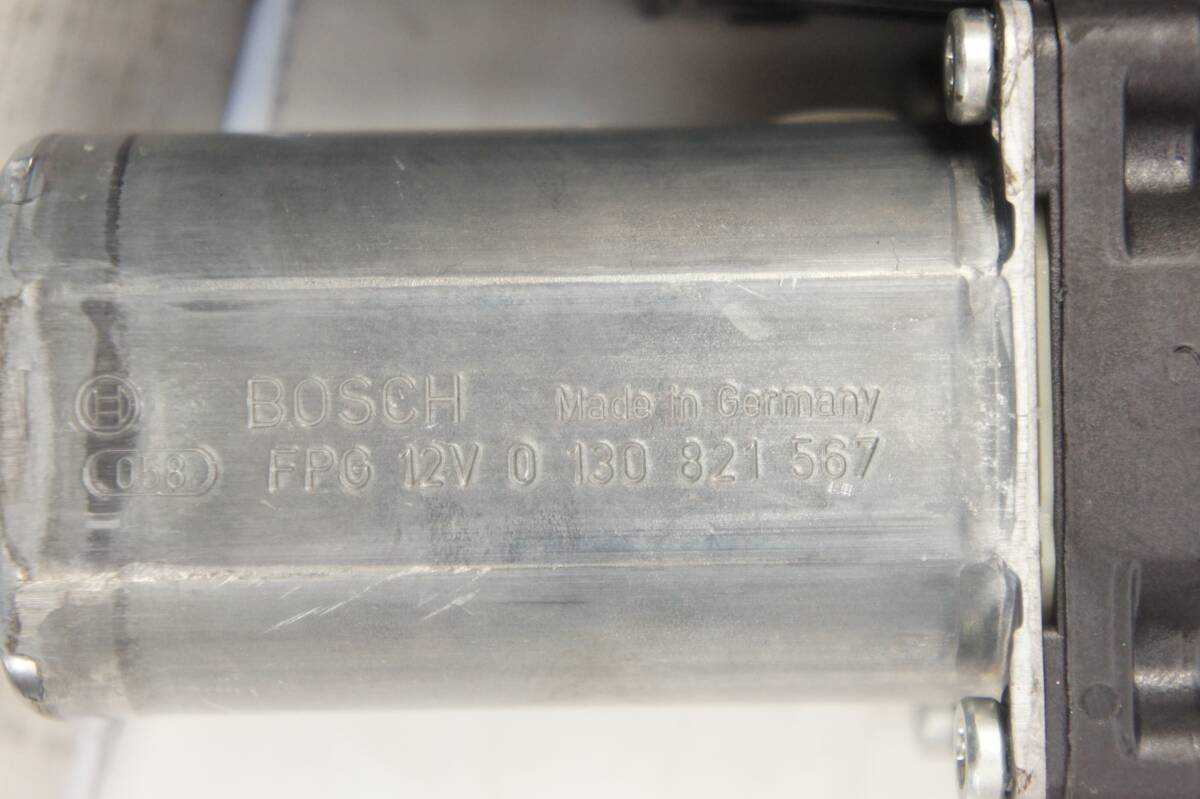 BOSCH Made in Germany
058 FPG 12V 0 130 821 567